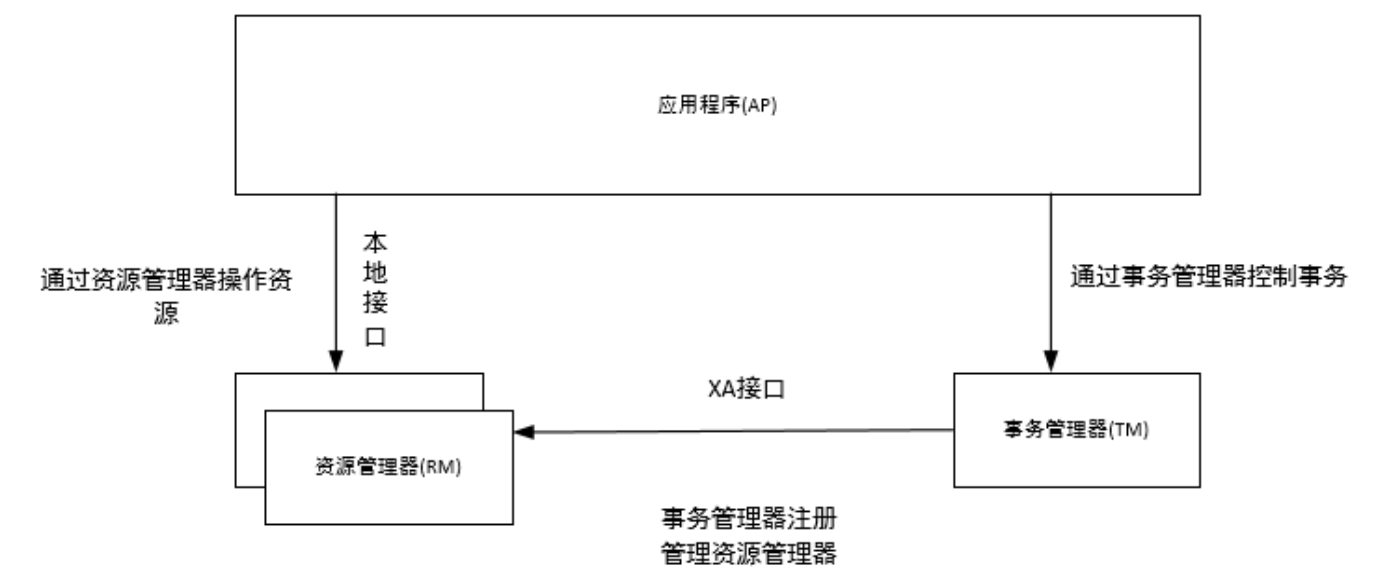 应用程序(AP)
通过资源管理器操作资
源
本
地
接
口
通过事务管理器控制事务
XA接口
事务管理器(TM)
资源管理器(RM)
事务管理器注册
管理资源管理器